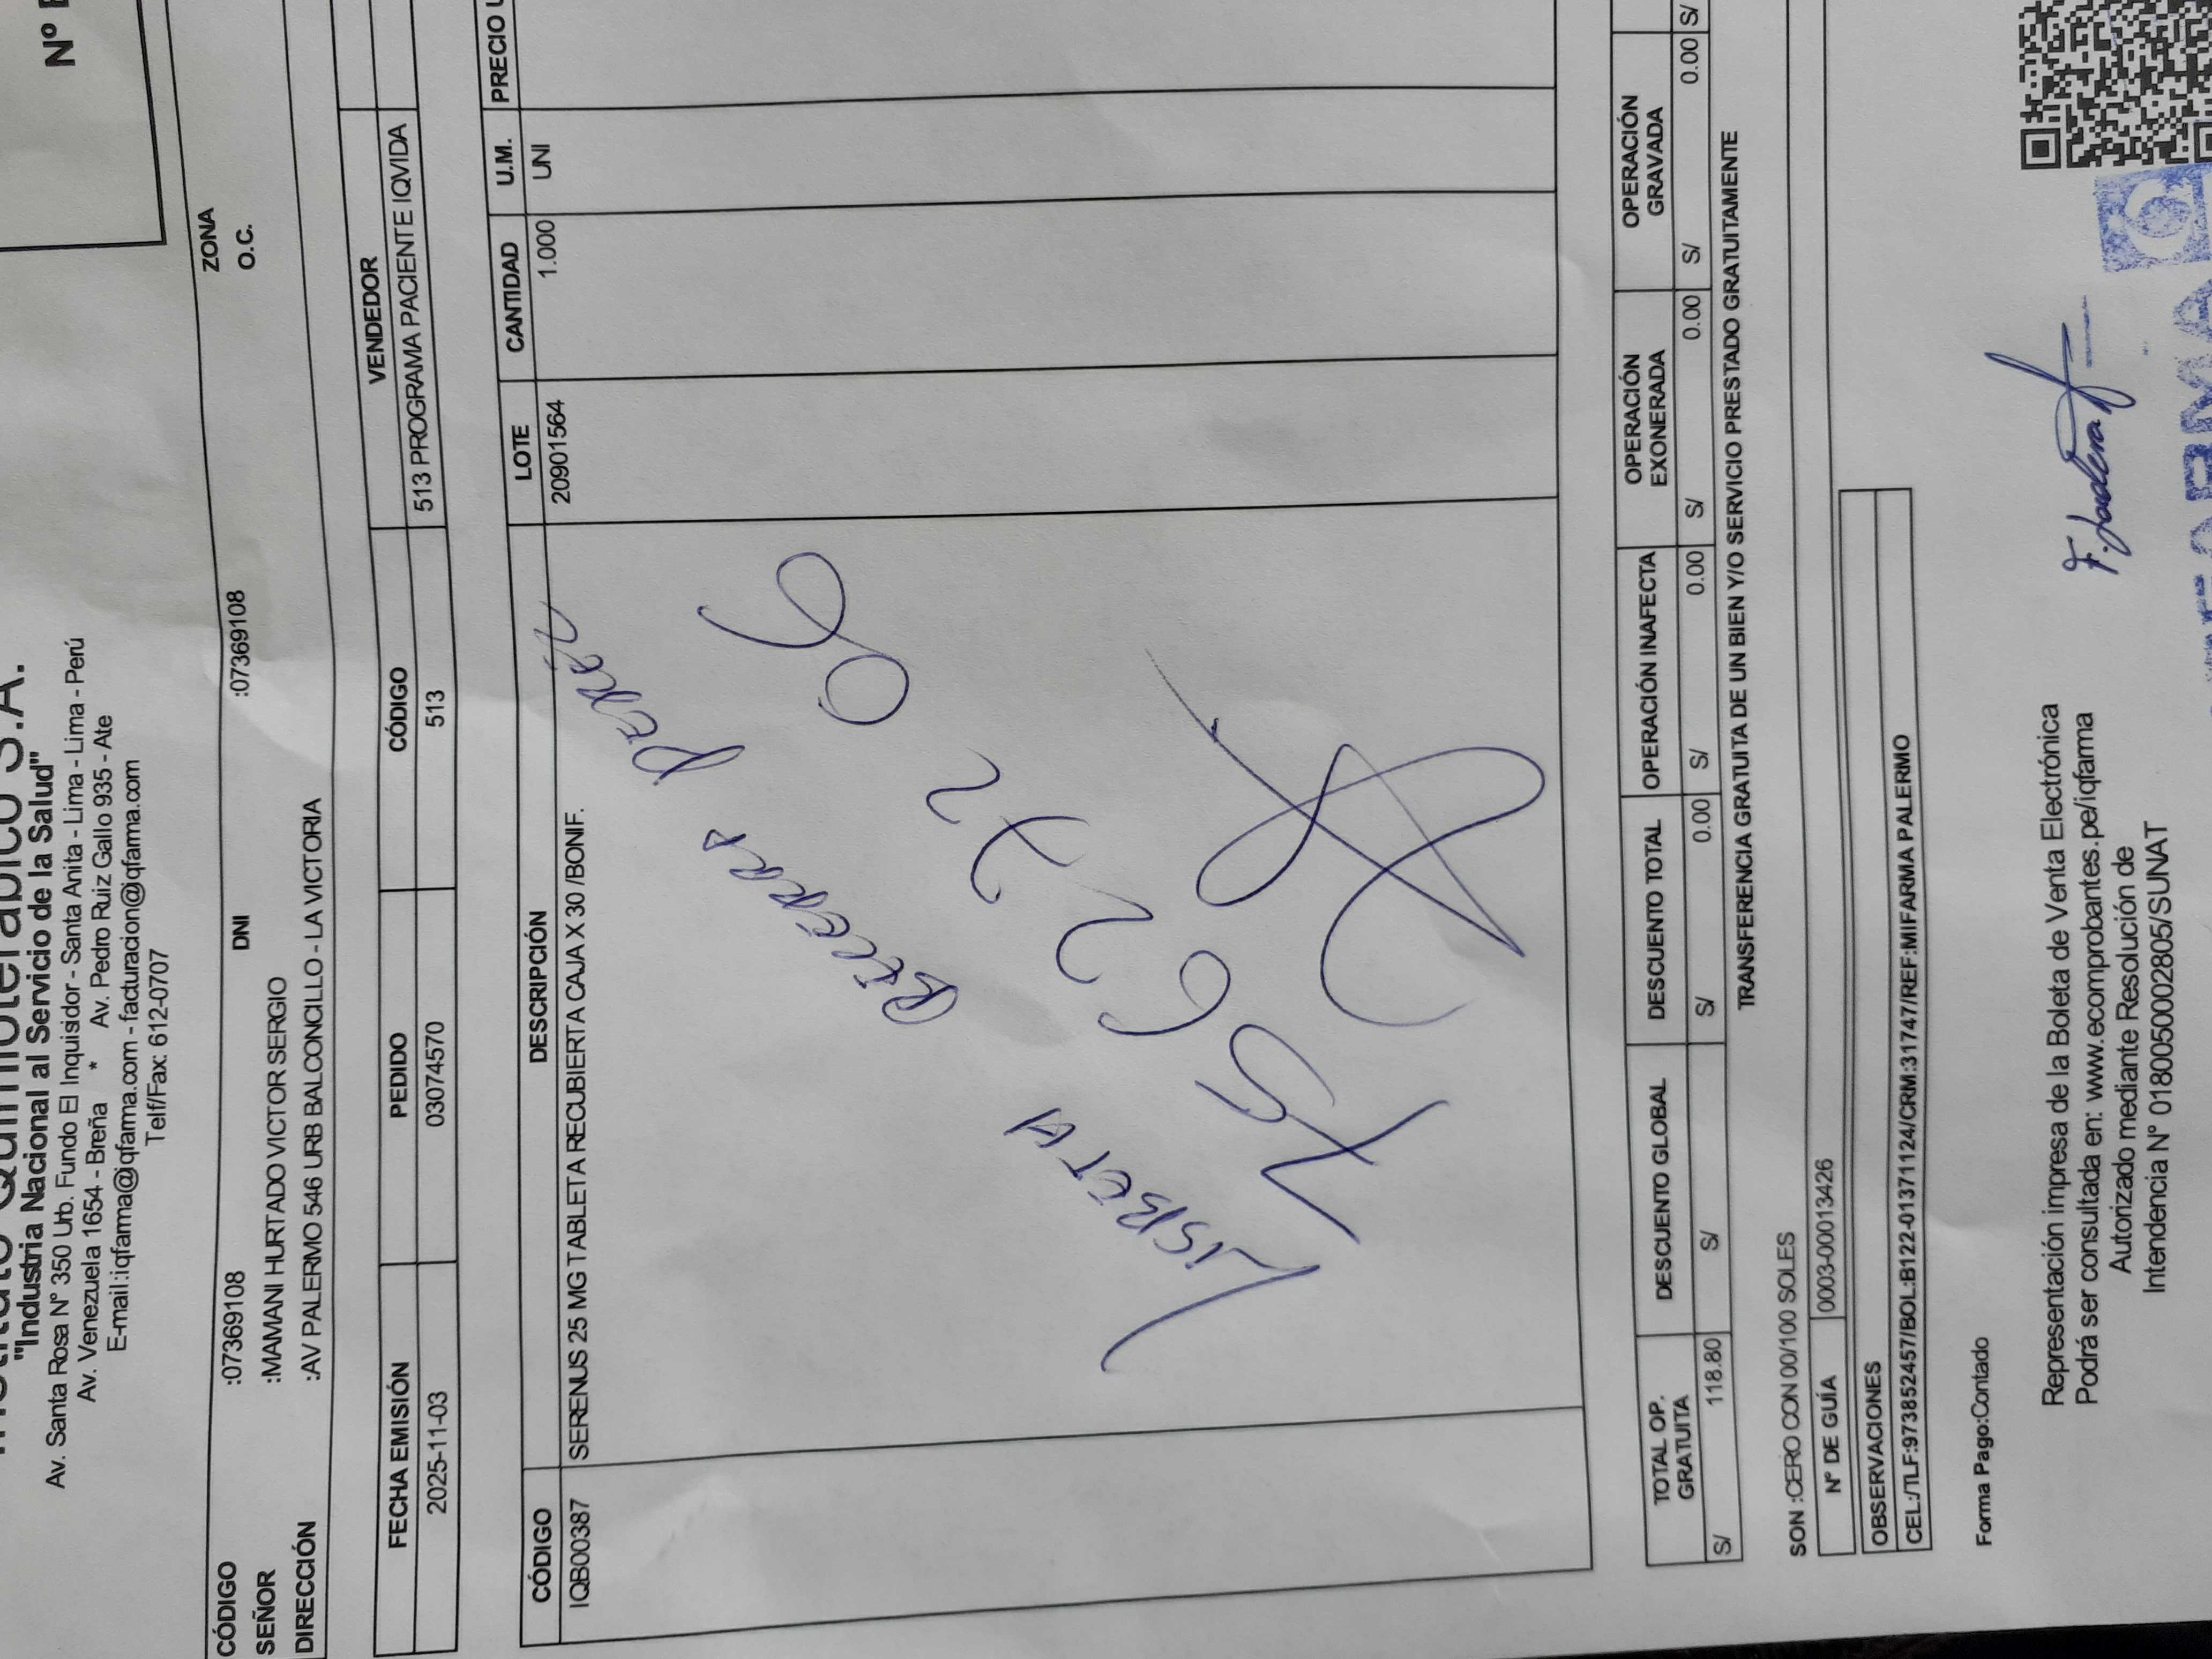 Nº
S.A.
"Industria Nacional al Servicio de la Salud"
Av. Santa Rosa N° 350 Urb. Fundo El Inquisidor - Santa Anita - Lima - Lima - Perú
Av. Venezuela 1654 - Breña * Av. Pedro Ruiz Gallo 935 - Ate
E-mail:iqfarma@iqfarma.com - facturacion@iqfarma.com
Telf/Fax: 612-0707
CÓDIGO :07369108 DNI :07369108 ZONA
SEÑOR :MAMANI HURTADO VICTOR SERGIO O.C.
DIRECCIÓN :AV PALERMO 546 URB BALCONCILLO - LA VICTORIA
FECHA EMISIÓN PEDIDO CÓDIGO VENDEDOR
2025-11-03 03074570 513 513 PROGRAMA PACIENTE IQVIDA
CÓDIGO DESCRIPCIÓN LOTE CANTIDAD U.M. PRECIO
IQB00387 SERENUS 25 MG TABLETA RECUBIERTA CAJA X 30 /BONIF. 20901564 1.000 UNI
TOTAL OP. GRATUITA DESCUENTO GLOBAL DESCUENTO TOTAL OPERACIÓN INAFECTA OPERACIÓN EXONERADA OPERACIÓN GRAVADA
S/ 118.80 S/ S/ 0.00 S/ 0.00 S/ 0.00 S/ 0.00 S/
TRANSFERENCIA GRATUITA DE UN BIEN Y/O SERVICIO PRESTADO GRATUITAMENTE
SON :CERO CON 00/100 SOLES
N° DE GUÍA 0003-00013426
OBSERVACIONES
CEL:/TLF:973852457/BOL:B122-01371124/CRM:31747/REF:MIFARMA PALERMO
Forma Pago:Contado
Representación impresa de la Boleta de Venta Electrónica
Podrá ser consultada en: www.ecomprobantes.pe/iqfarma
Autorizado mediante Resolución de
Intendencia N° 0180050002805/SUNAT